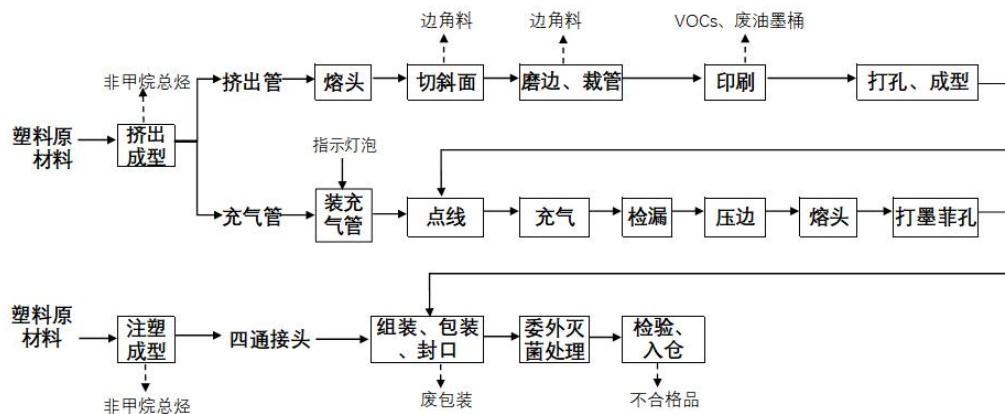 边角料
边角料
VOCs、废油墨桶
非甲烷总烃
挤出管
熔头
切斜面
磨边、裁管
印刷
打孔、成型
塑料原
材料
挤出
成型
指示灯泡
充气管
装充
气管
点线
充气
检漏
压边
熔头
打墨菲孔
塑料原
材料
注塑
成型
四通接头
组装、包装
、封口
委外灭
菌处理
检验、
入仓
非甲烷总烃
废包装
不合格品